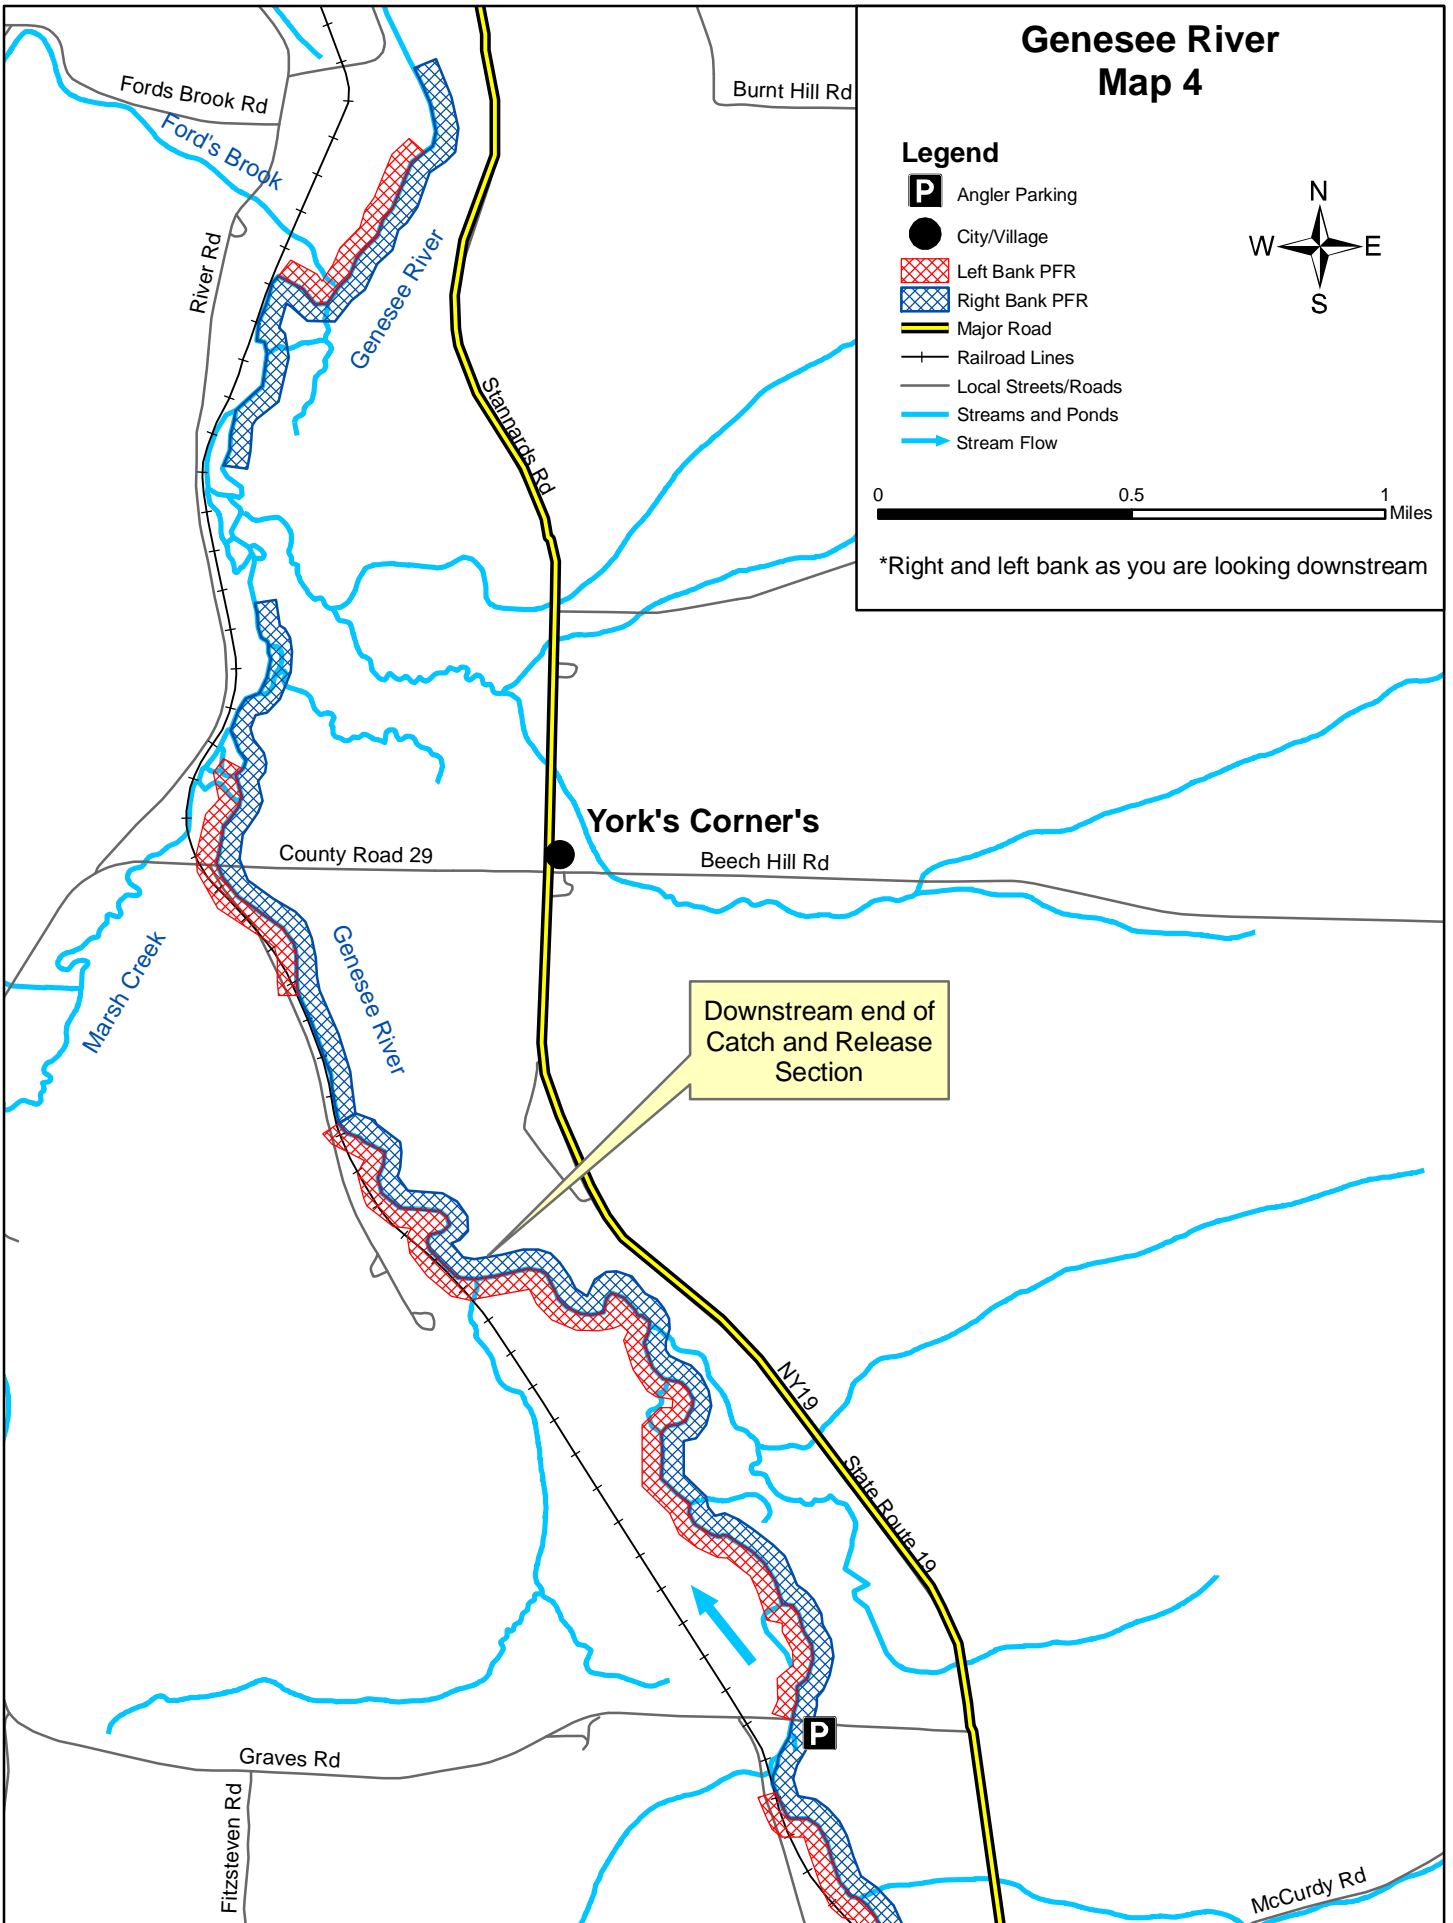 Genesee River
Map 4
Legend
P Angler Parking
City/Village
Left Bank PFR
Right Bank PFR
Major Road
Railroad Lines
Local Streets/Roads
Streams and Ponds
Stream Flow
N
W E
S
0 0.5 1
Miles
*Right and left bank as you are looking downstream
Fords Brook Rd
Burnt Hill Rd
Ford's Brook
River Rd
Genesee River
Stannards Rd
York's Corner's
County Road 29
Beech Hill Rd
Marsh Creek
Genesee River
Downstream end of
Catch and Release
Section
NY19
State Route 19
P
Graves Rd
Fitzsteven Rd
McCurdy Rd